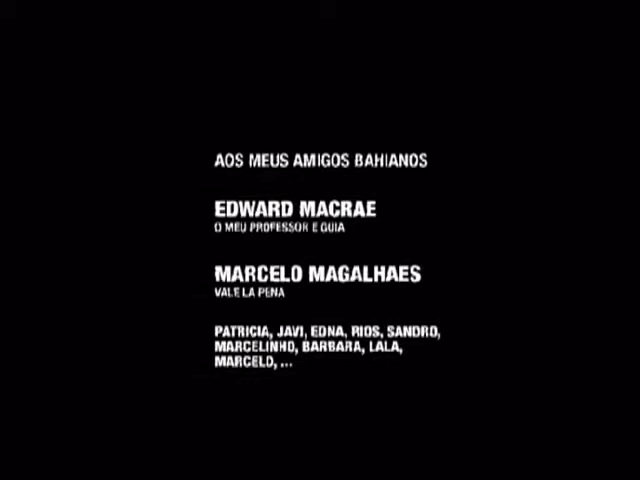 AOS MEUS AMIGOS BAHIANOS
EDWARD MACRAE
O MEU PROFESSOR E GUIA
MARCELO MAGALHAES
VALE LA PENA
PATRICIA, JAVI, EDNA, RIOS, SANDRO,
MARCELINHO, BARBARA, LALA,
MARCELO, ...